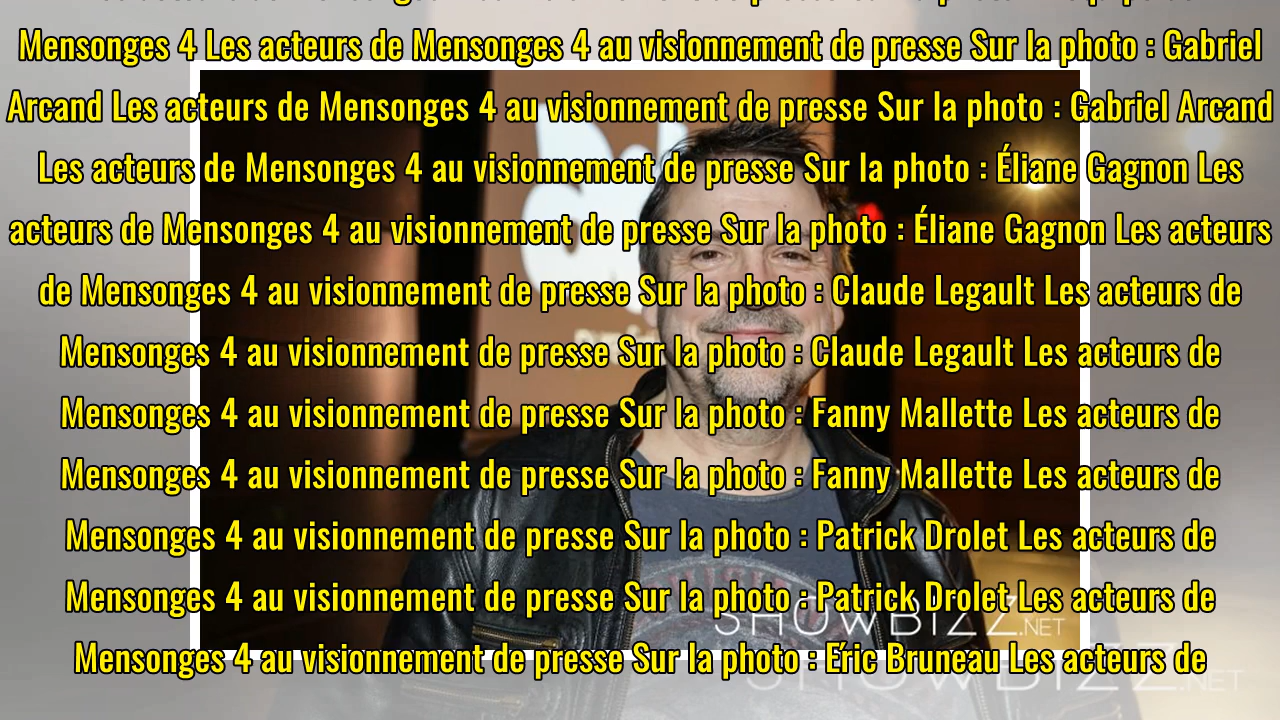 Mensonges 4 Les acteurs de Mensonges 4 au visionnement de presse Sur la photo : Gabriel
Arcand Les acteurs de Mensonges 4 au visionnement de presse Sur la photo : Gabriel Arcand
Les acteurs de Mensonges 4 au visionnement de presse Sur la photo : Éliane Gagnon Les
acteurs de Mensonges 4 au visionnement de presse Sur la photo : Éliane Gagnon Les acteurs
de Mensonges 4 au visionnement de presse Sur la photo : Claude Legault Les acteurs de
Mensonges 4 au visionnement de presse Sur la photo : Claude Legault Les acteurs de
Mensonges 4 au visionnement de presse Sur la photo : Fanny Mallette Les acteurs de
Mensonges 4 au visionnement de presse Sur la photo : Fanny Mallette Les acteurs de
Mensonges 4 au visionnement de presse Sur la photo : Patrick Drolet Les acteurs de
Mensonges 4 au visionnement de presse Sur la photo : Patrick Drolet Les acteurs de
SHOWBIZZ.NET
Mensonges 4 au visionnement de presse Sur la photo : Éric Bruneau Les acteurs de
SHOWBIZZ.NET